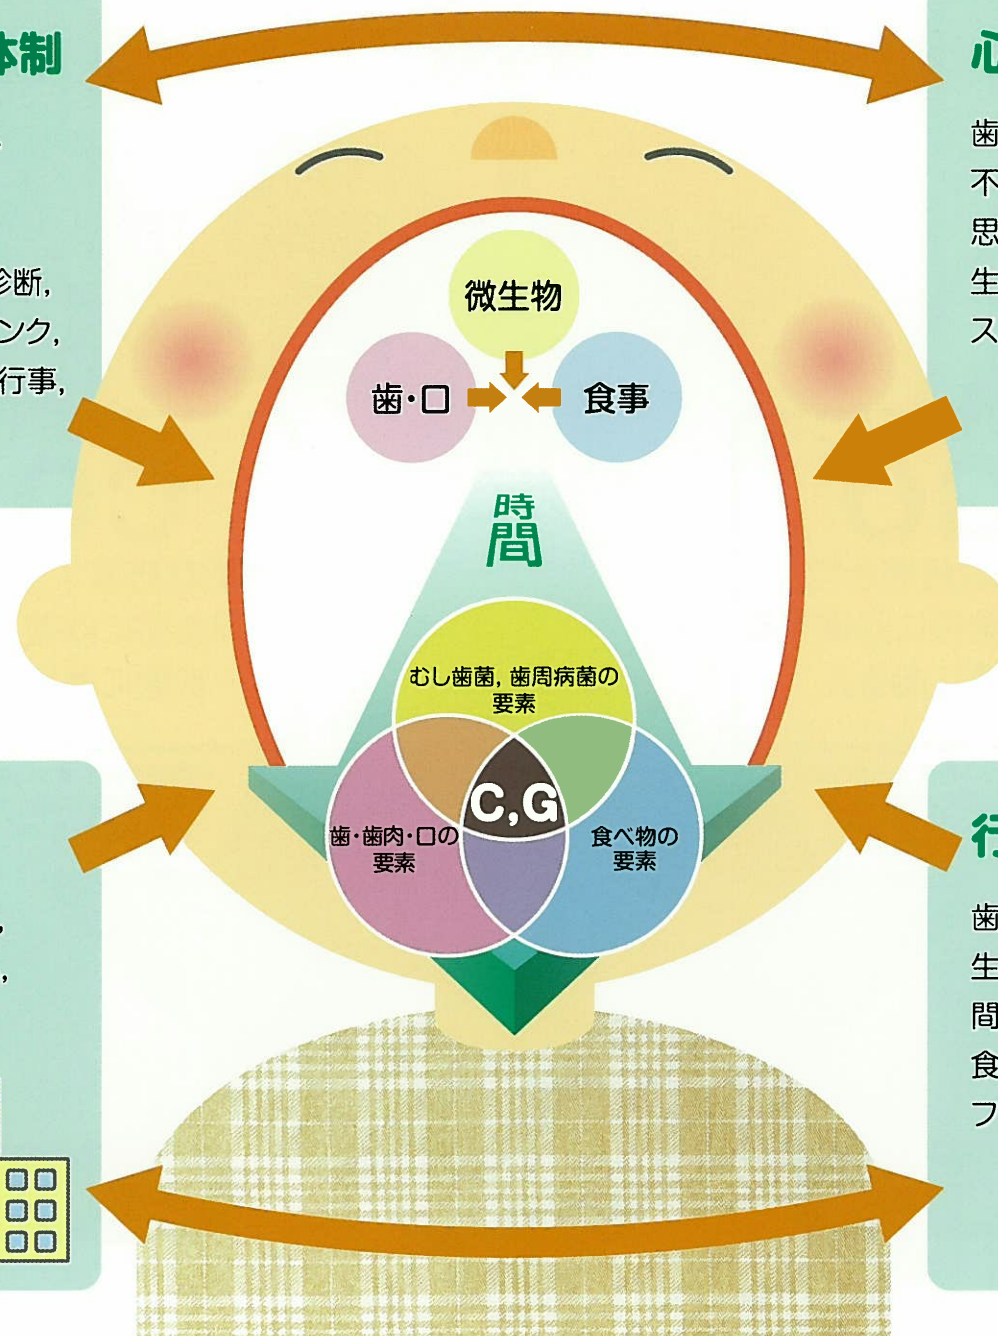 体制
診断,
ンク,
行事,
心
歯
不
思
生
ス
微生物
歯・口
食事
時間
むし歯菌, 歯周病菌の
要素
C,G
歯・歯肉・口の
要素
食べ物の
要素
行
歯
生
間
食
フ